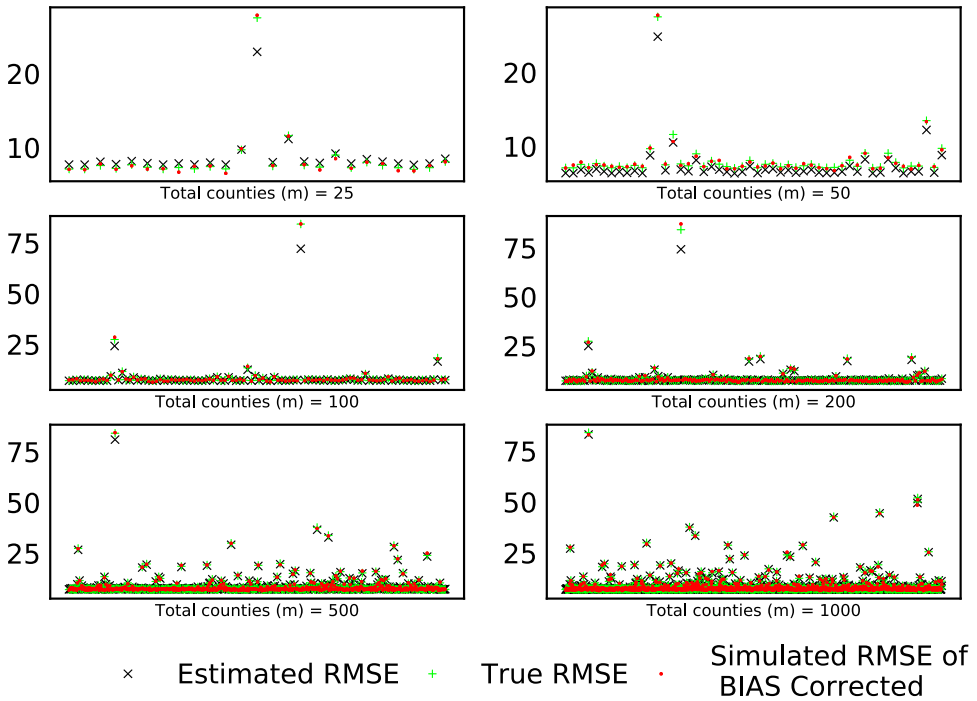 20
10
Total counties (m) = 25
20
10
Total counties (m) = 50
75
50
25
Total counties (m) = 100
75
50
25
Total counties (m) = 200
75
50
25
Total counties (m) = 500
75
50
25
Total counties (m) = 1000
Estimated RMSE
True RMSE
Simulated RMSE of
BIAS Corrected